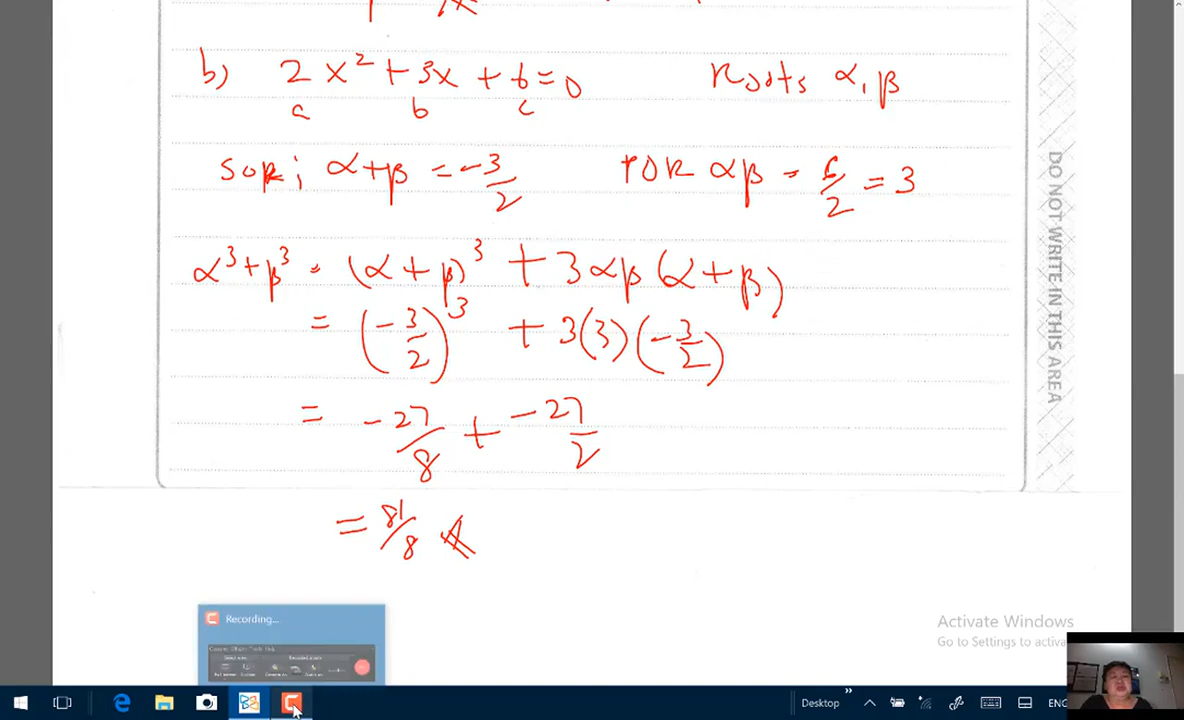 b) 2x² + 3x + 6 = 0 Roots α, β
a b c
SOR; α+β = -3/2 POR αβ = 6/2 = 3
α³+β³ = (α+β)³ + 3αβ(α+β)
= (-3/2)³ + 3(3)(-3/2)
= -27/8 + -27/2
= 81/8
DO NOT WRITE IN THIS AREA
Recording...
Activate Windows
Go to Settings to activa
Desktop
ENG